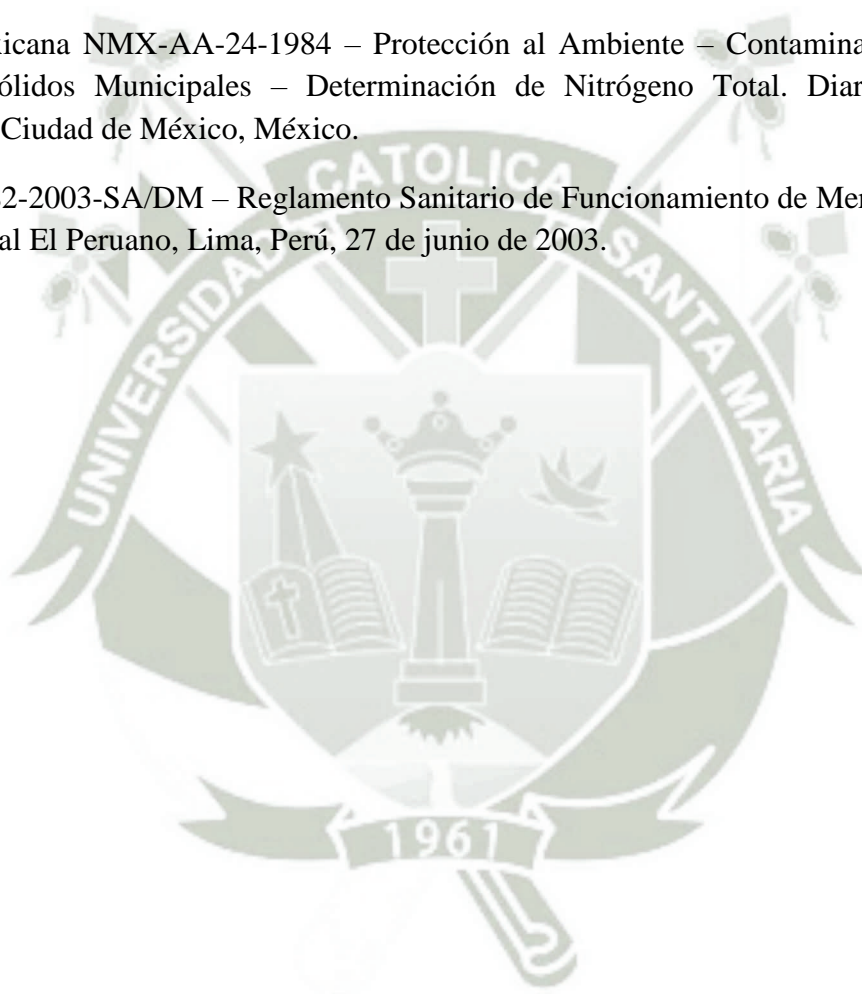 icana NMX-AA-24-1984 – Protección al Ambiente – Contamina
ólidos Municipales – Determinación de Nitrógeno Total. Diar
Ciudad de México, México.
2-2003-SA/DM – Reglamento Sanitario de Funcionamiento de Mer
al El Peruano, Lima, Perú, 27 de junio de 2003.
UNIVERSIDAD CATOLICA SANTA MARIA
1961